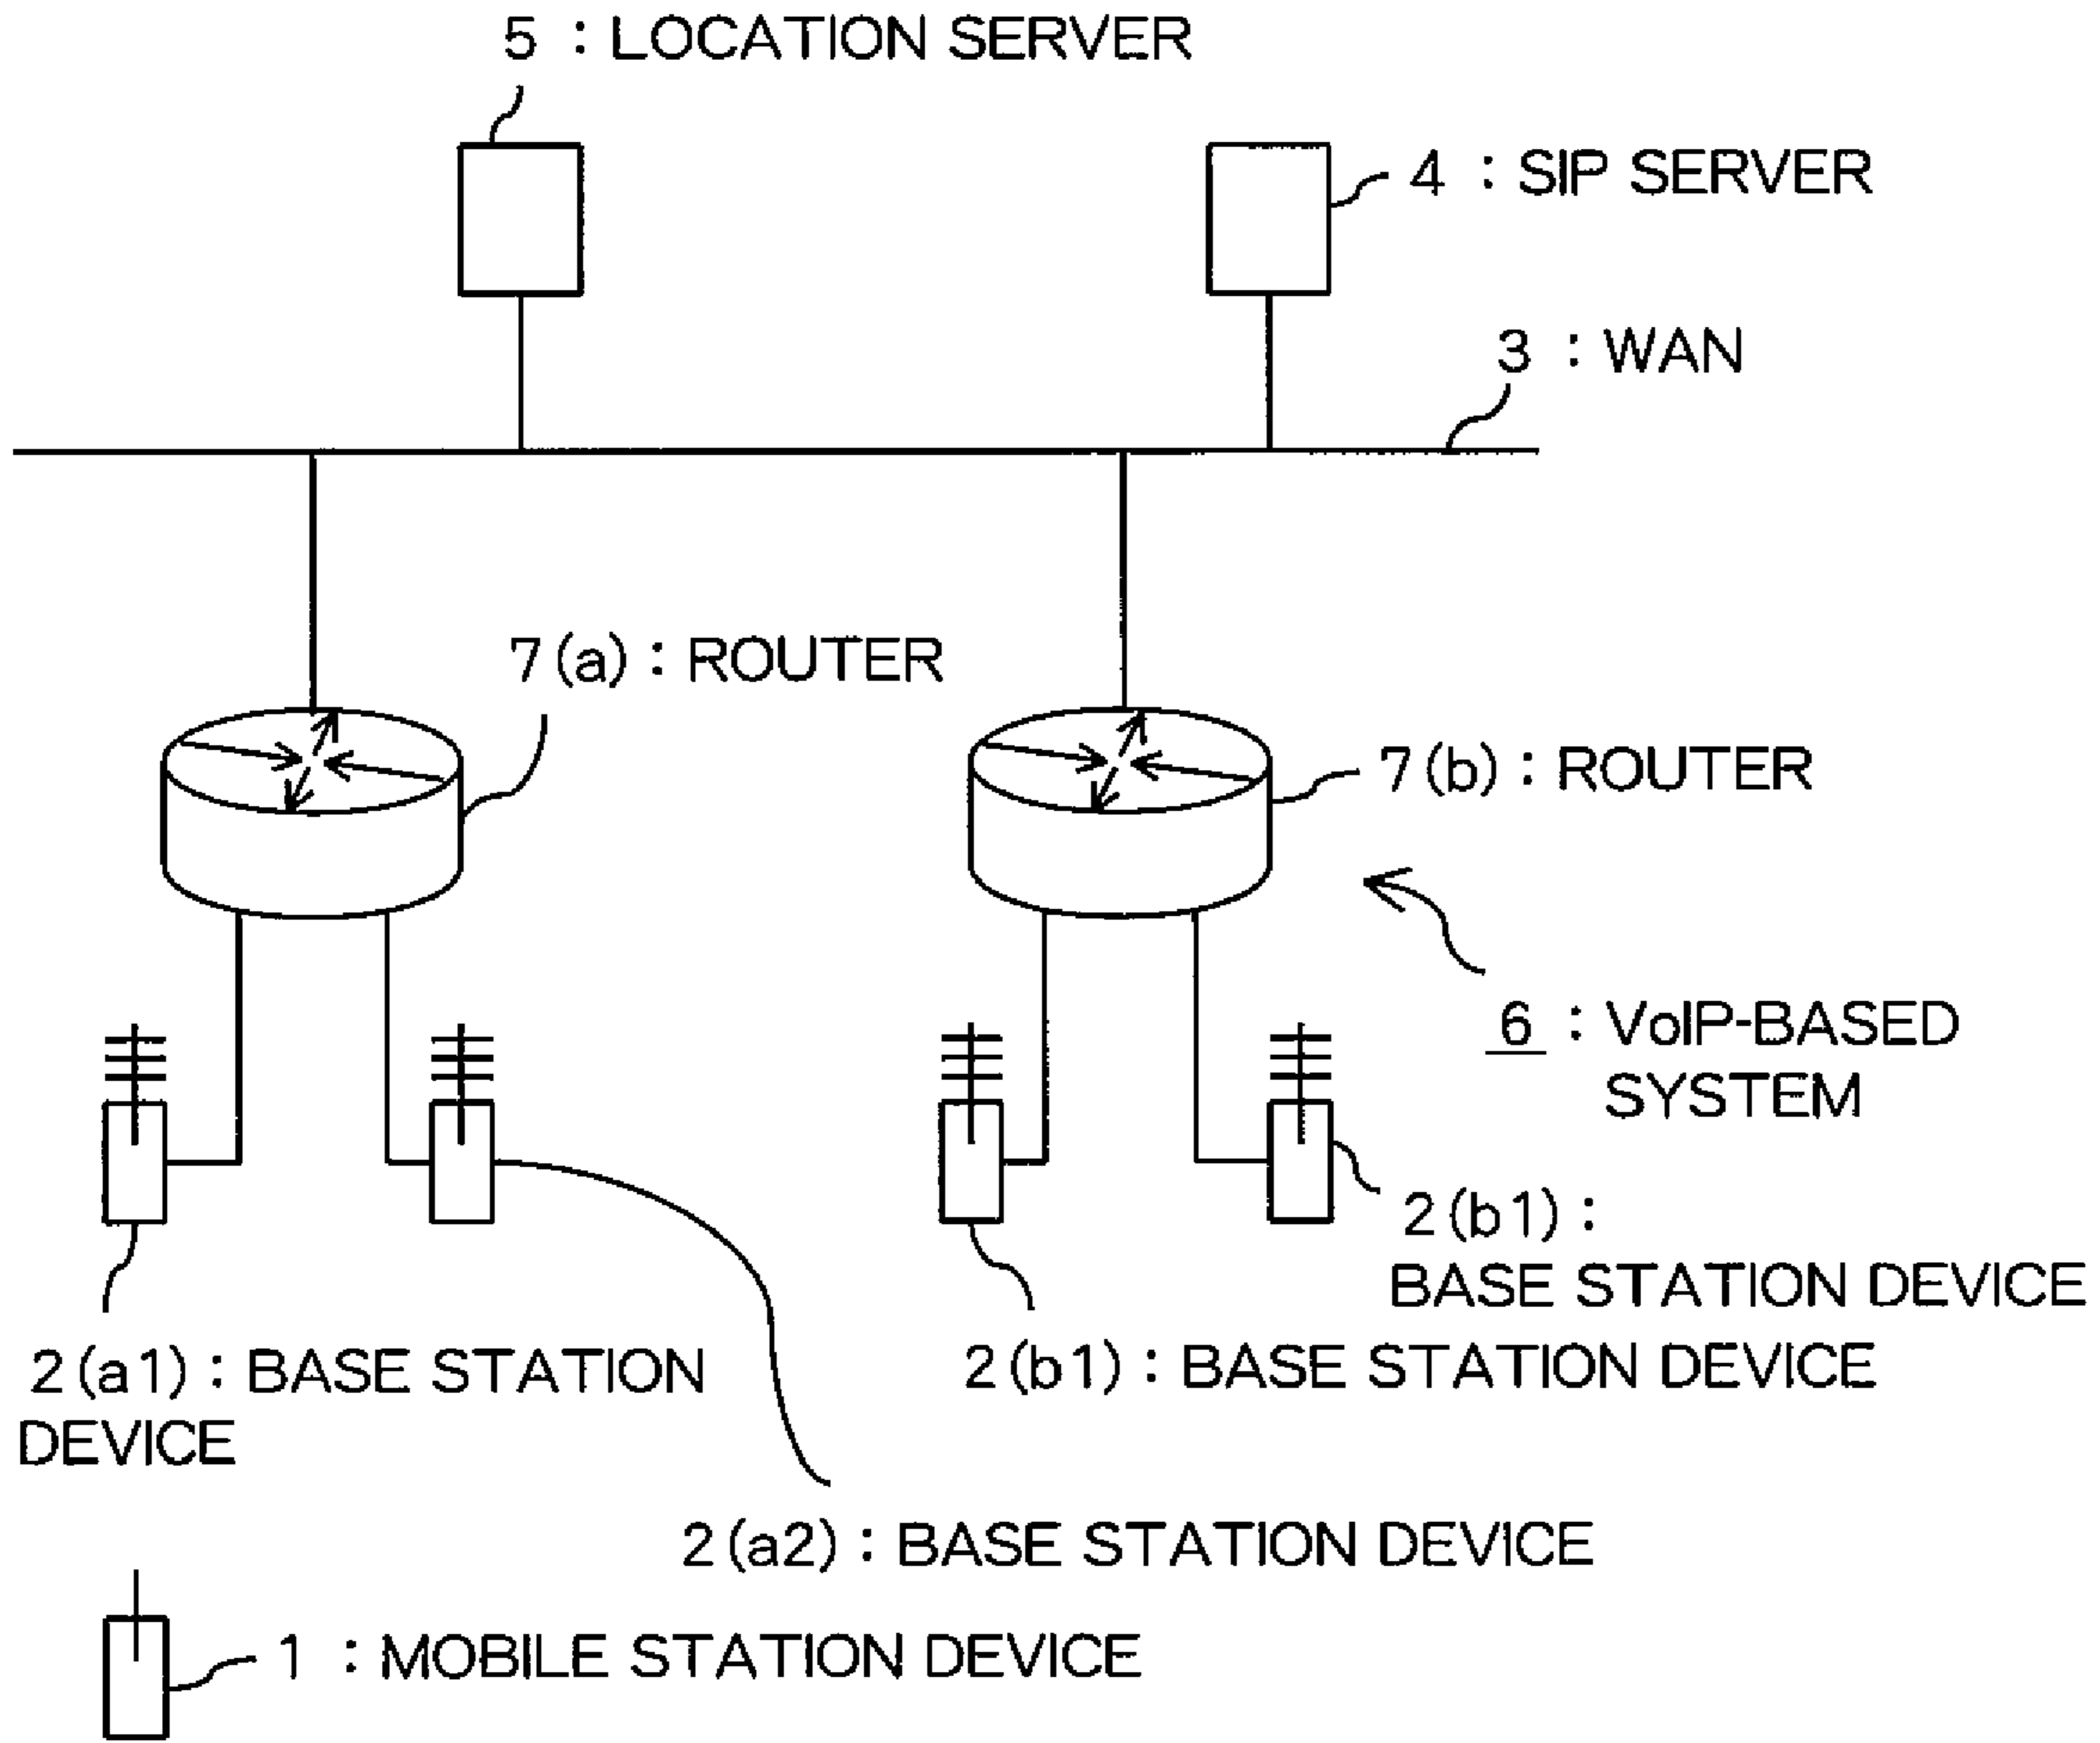 5 : LOCATION SERVER
4 : SIP SERVER
3 : WAN
7(a) : ROUTER
7(b) : ROUTER
6 : VoIP-BASED
SYSTEM
2(b1) :
BASE STATION DEVICE
2(a1) : BASE STATION
DEVICE
2(b1) : BASE STATION DEVICE
2(a2) : BASE STATION DEVICE
1 : MOBILE STATION DEVICE